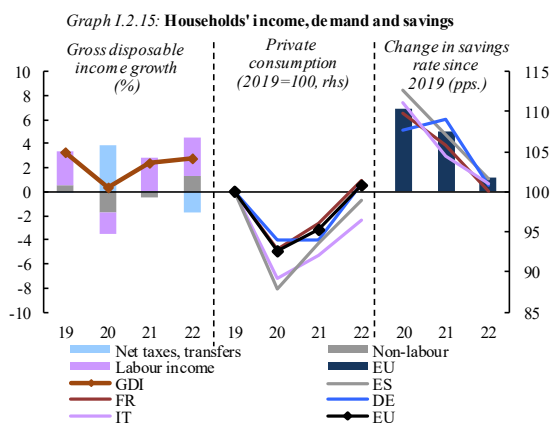 Graph I.2.15: Households' income, demand and savings
Gross disposable income growth (%)
Private consumption (2019=100, rhs)
Change in savings rate since 2019 (pps.)
10
8
6
4
2
0
-2
-4
-6
-8
-10
115
110
105
100
95
90
85
19 20 21 22 19 20 21 22 20 21 22
Net taxes, transfers Non-labour
Labour income EU
GDI ES
FR DE
IT EU